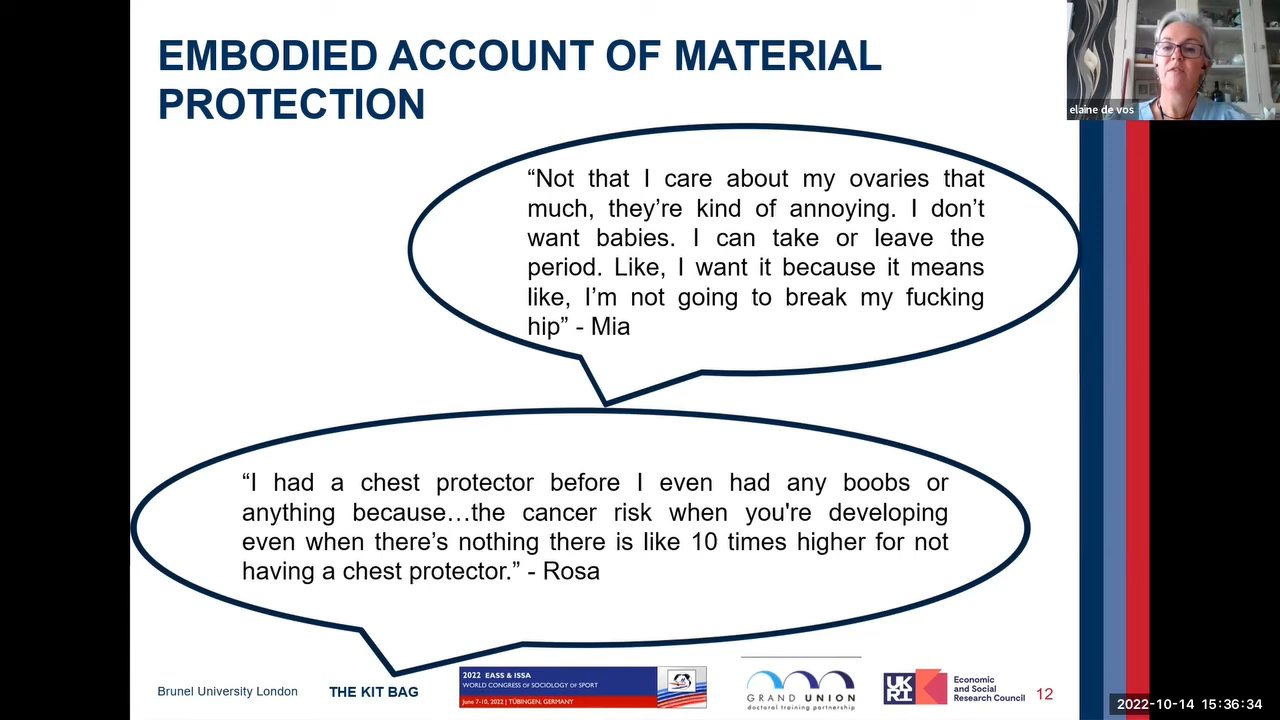 EMBODIED ACCOUNT OF MATERIAL
PROTECTION
elaine de vos
“Not that I care about my ovaries that
much, they’re kind of annoying. I don’t
want babies. I can take or leave the
period. Like, I want it because it means
like, I’m not going to break my fucking
hip” - Mia
“I had a chest protector before I even had any boobs or
anything because…the cancer risk when you're developing
even when there’s nothing there is like 10 times higher for not
having a chest protector.” - Rosa
Brunel University London
THE KIT BAG
2022 EASS & ISSA
WORLD CONGRESS OF SOCIOLOGY OF SPORT
June 7-10, 2022 | TÜBINGEN, GERMANY
GRAND UNION
doctoral training partnership
UKRI
Economic
and Social
Research Council
12
2022-10-14 15:36:34